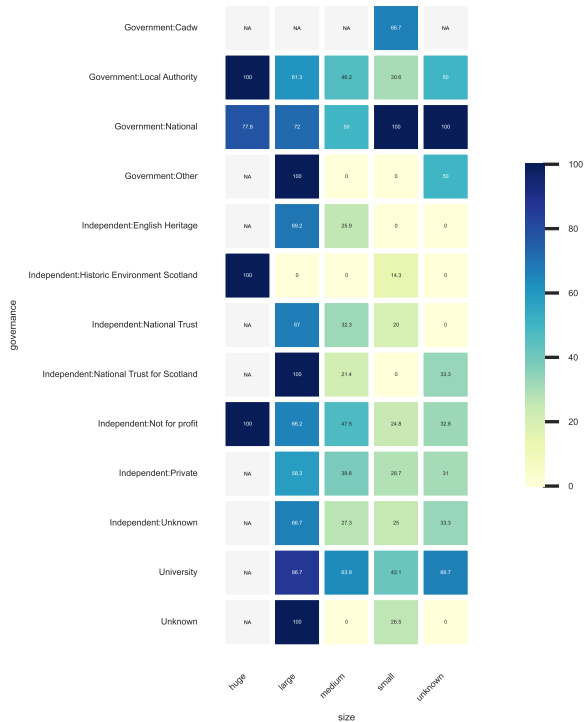 Government:Cadw NA NA NA 66.7 NA
Government:Local Authority 100 61.3 46.2 30.6 50
Government:National 77.8 72 50 100 100
Government:Other NA 100 0 0 50
Independent:English Heritage NA 69.2 25.9 0 0
Independent:Historic Environment Scotland 100 0 0 14.3 0
Independent:National Trust NA 67 32.3 20 0
Independent:National Trust for Scotland NA 100 21.4 0 33.3
Independent:Not for profit 100 66.2 47.5 24.8 32.8
Independent:Private NA 58.3 38.6 28.7 31
Independent:Unknown NA 66.7 27.3 25 33.3
University NA 86.7 63.9 42.1 66.7
Unknown NA 100 0 26.5 0
governance
huge large medium small unknown
size
100
80
60
40
20
0